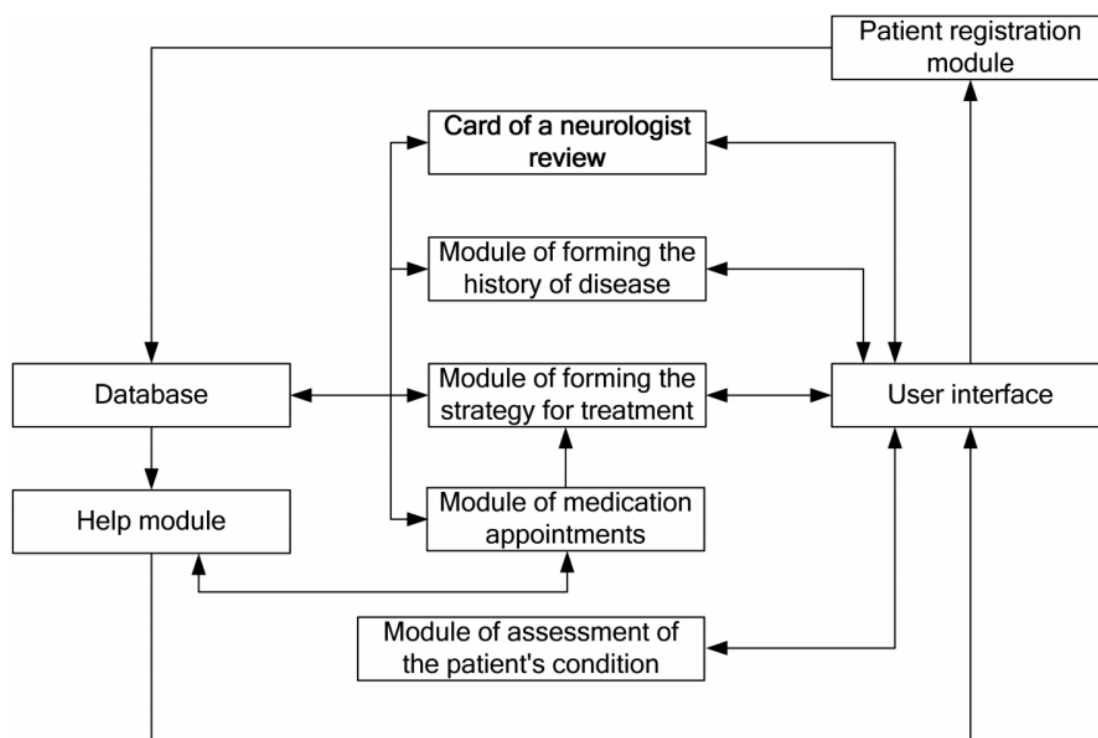 Patient registration
module
Card of a neurologist
review
Module of forming the
history of disease
Database
Module of forming the
strategy for treatment
User interface
Help module
Module of medication
appointments
Module of assessment of
the patient's condition